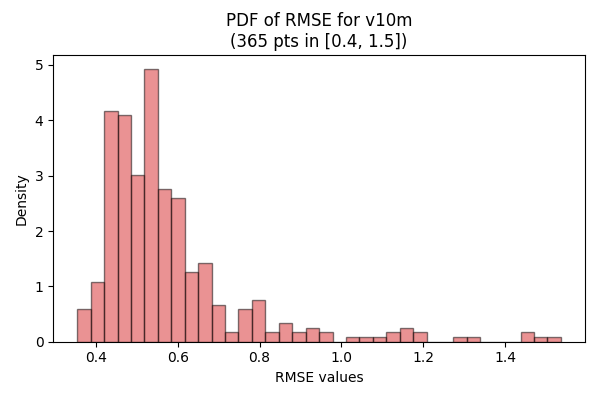 PDF of RMSE for v10m
(365 pts in [0.4, 1.5])
Density
5
4
3
2
1
0
0.4 0.6 0.8 1.0 1.2 1.4
RMSE values